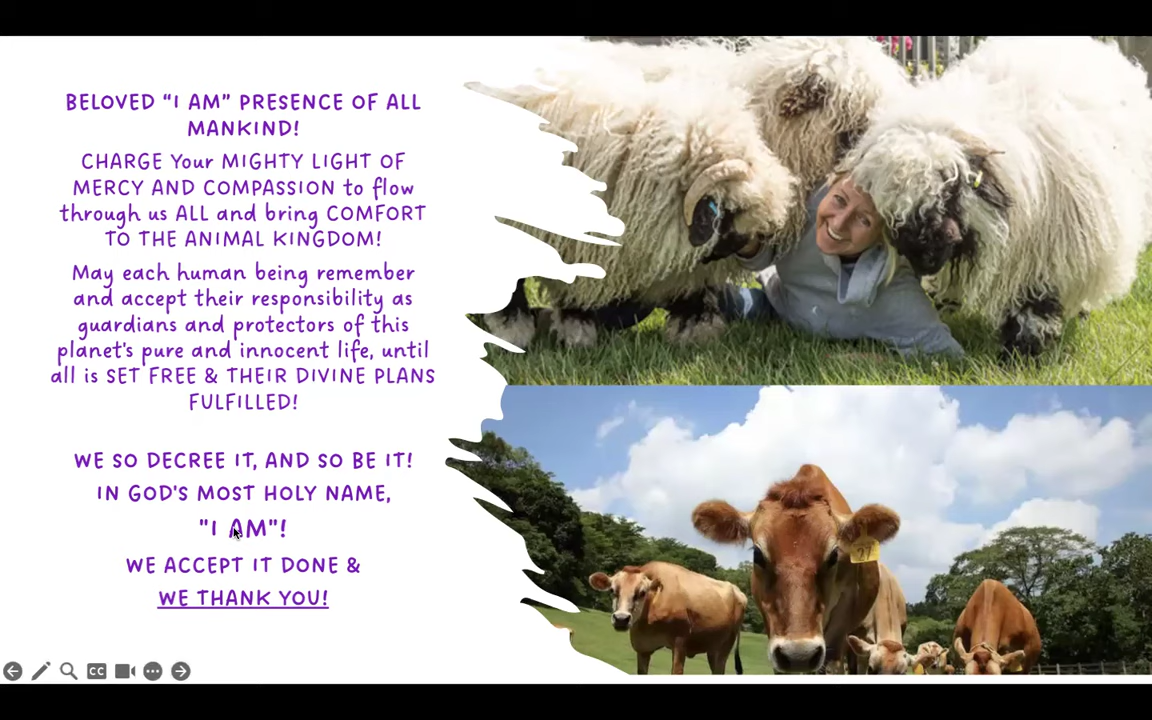 BELOVED “I AM” PRESENCE OF ALL
MANKIND!
CHARGE Your MIGHTY LIGHT OF
MERCY AND COMPASSION to flow
through us ALL and bring COMFORT
TO THE ANIMAL KINGDOM!
May each human being remember
and accept their responsibility as
guardians and protectors of this
planet's pure and innocent life, until
all is SET FREE & THEIR DIVINE PLANS
FULFILLED!
WE SO DECREE IT, AND SO BE IT!
IN GOD'S MOST HOLY NAME,
"I AM"!
WE ACCEPT IT DONE &
WE THANK YOU!
27
CC